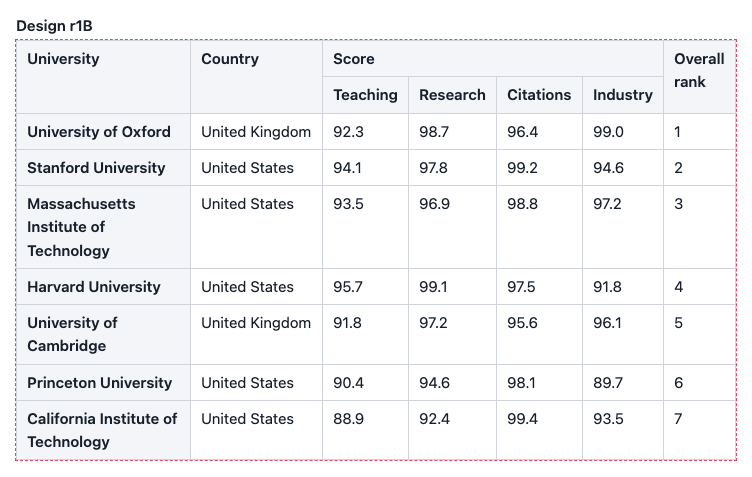 Design r1B
University Country Score Overall rank
Teaching Research Citations Industry
University of Oxford United Kingdom 92.3 98.7 96.4 99.0 1
Stanford University United States 94.1 97.8 99.2 94.6 2
Massachusetts Institute of Technology United States 93.5 96.9 98.8 97.2 3
Harvard University United States 95.7 99.1 97.5 91.8 4
University of Cambridge United Kingdom 91.8 97.2 95.6 96.1 5
Princeton University United States 90.4 94.6 98.1 89.7 6
California Institute of Technology United States 88.9 92.4 99.4 93.5 7